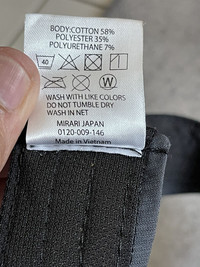 BODY:COTTON 58%
POLYESTER 35%
POLYURETHANE 7%
40
W
WASH WITH LIKE COLORS
DO NOT TUMBLE DRY
WASH IN NET
MIRARI JAPAN
0120-009-146
Made in Vietnam